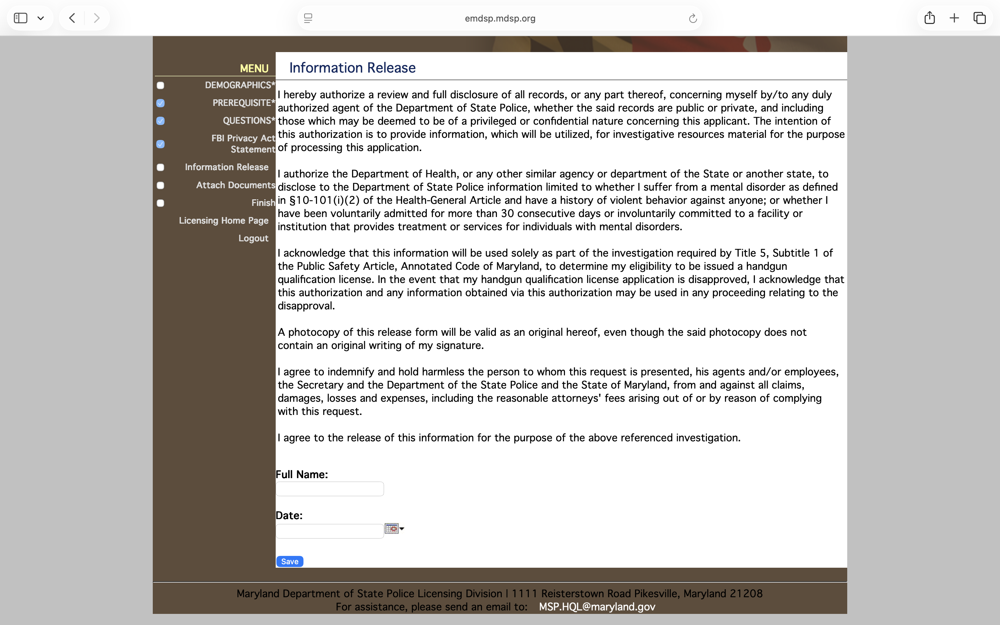 emdsp.mdsp.org
MENU
DEMOGRAPHICS*
PREREQUISITE*
QUESTIONS*
FBI Privacy Act
Statement
Information Release
Attach Documents
Finish
Licensing Home Page
Logout
Information Release
I hereby authorize a review and full disclosure of all records, or any part thereof, concerning myself by/to any duly
authorized agent of the Department of State Police, whether the said records are public or private, and including
those which may be deemed to be of a privileged or confidential nature concerning this applicant. The intention of
this authorization is to provide information, which will be utilized, for investigative resources material for the purpose
of processing this application.
I authorize the Department of Health, or any other similar agency or department of the State or another state, to
disclose to the Department of State Police information limited to whether I suffer from a mental disorder as defined
in §10-101(i)(2) of the Health-General Article and have a history of violent behavior against anyone; or whether I
have been voluntarily admitted for more than 30 consecutive days or involuntarily committed to a facility or
institution that provides treatment or services for individuals with mental disorders.
I acknowledge that this information will be used solely as part of the investigation required by Title 5, Subtitle 1 of
the Public Safety Article, Annotated Code of Maryland, to determine my eligibility to be issued a handgun
qualification license. In the event that my handgun qualification license application is disapproved, I acknowledge that
this authorization and any information obtained via this authorization may be used in any proceeding relating to the
disapproval.
A photocopy of this release form will be valid as an original hereof, even though the said photocopy does not
contain an original writing of my signature.
I agree to indemnify and hold harmless the person to whom this request is presented, his agents and/or employees,
the Secretary and the Department of the State Police and the State of Maryland, from and against all claims,
damages, losses and expenses, including the reasonable attorneys' fees arising out of or by reason of complying
with this request.
I agree to the release of this information for the purpose of the above referenced investigation.
Full Name:
Date:
Save
Maryland Department of State Police Licensing Division | 1111 Reisterstown Road Pikesville, Maryland 21208
For assistance, please send an email to: MSP.HQL@maryland.gov